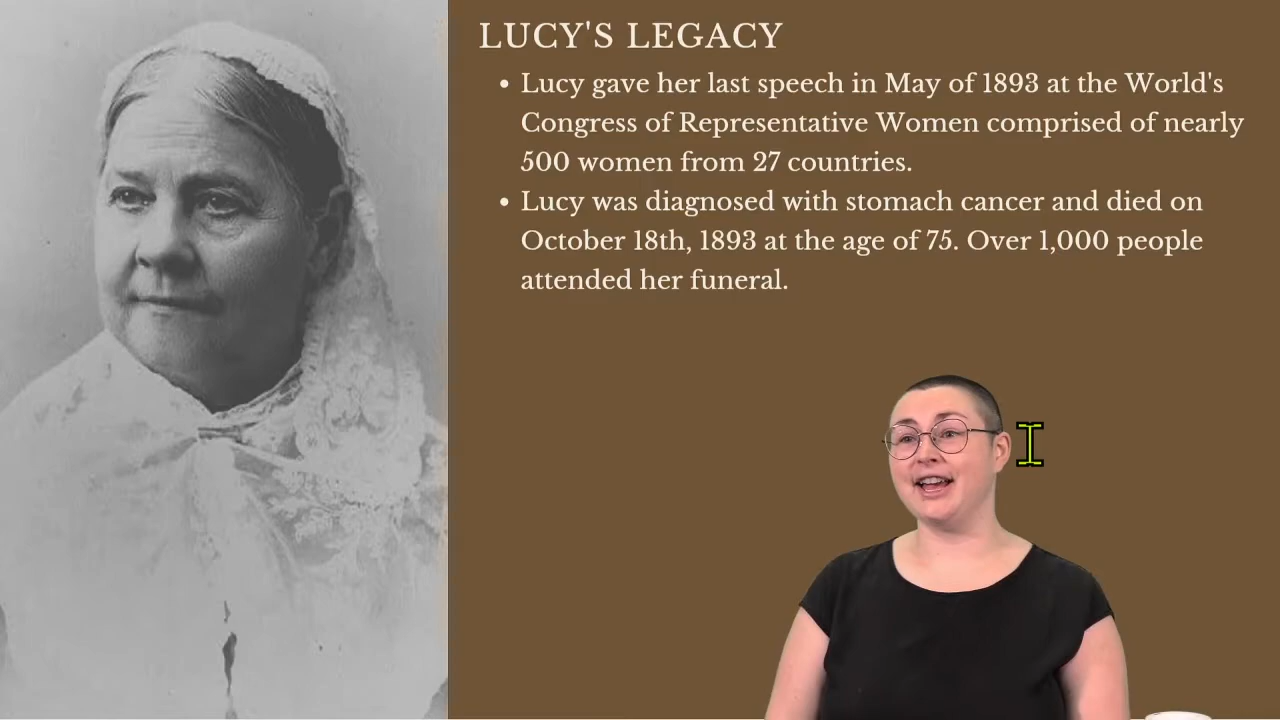 LUCY'S LEGACY
• Lucy gave her last speech in May of 1893 at the World's
Congress of Representative Women comprised of nearly
500 women from 27 countries.
• Lucy was diagnosed with stomach cancer and died on
October 18th, 1893 at the age of 75. Over 1,000 people
attended her funeral.